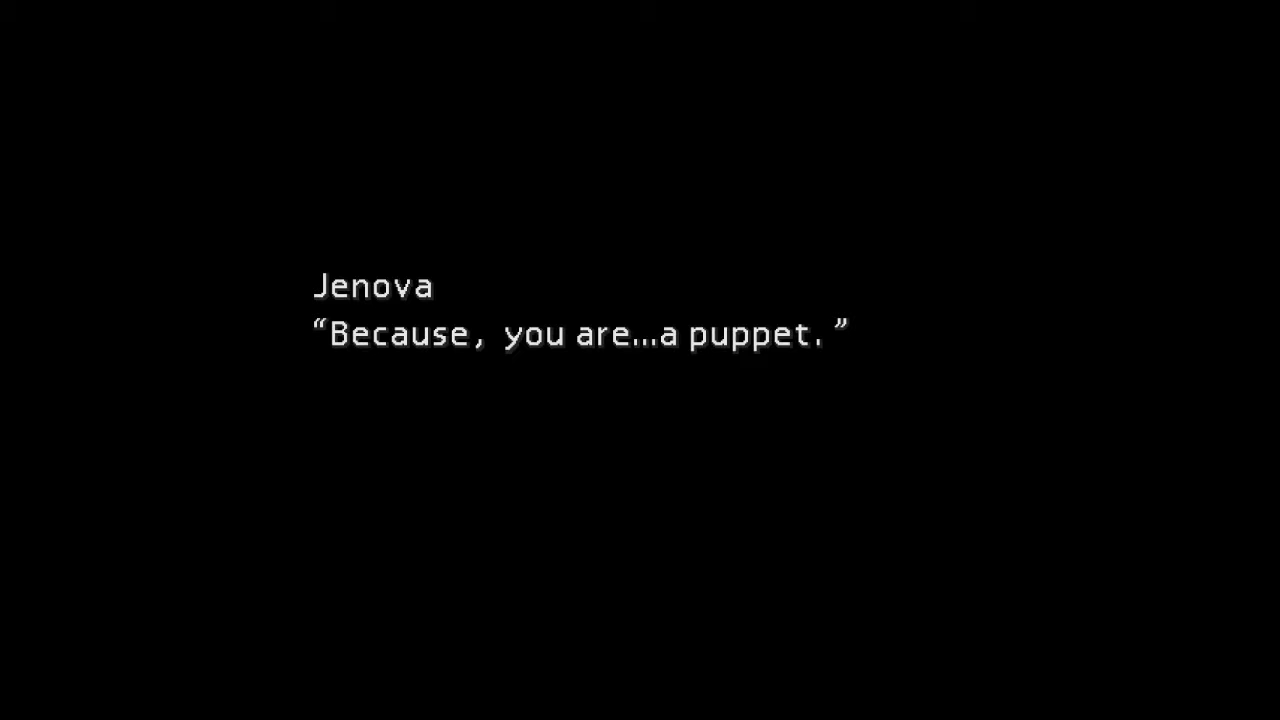 Jenova
“Because, you are...a puppet. ”